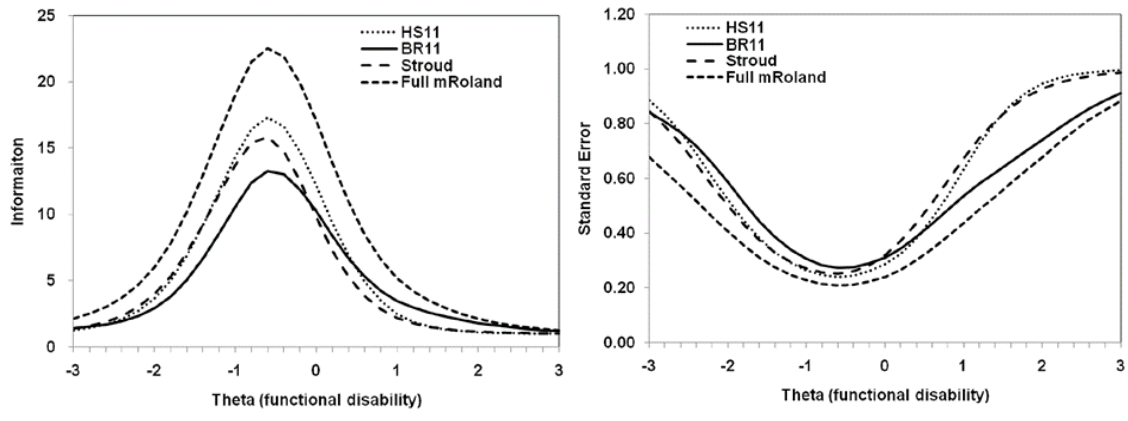 25
20
15
10
5
0
Informaiton
HS11
BR11
Stroud
Full mRoland
-3 -2 -1 0 1 2 3
Theta (functional disability)
1.20
1.00
0.80
0.60
0.40
0.20
0.00
Standard Error
HS11
BR11
Stroud
Full mRoland
-3 -2 -1 0 1 2 3
Theta (functional disability)